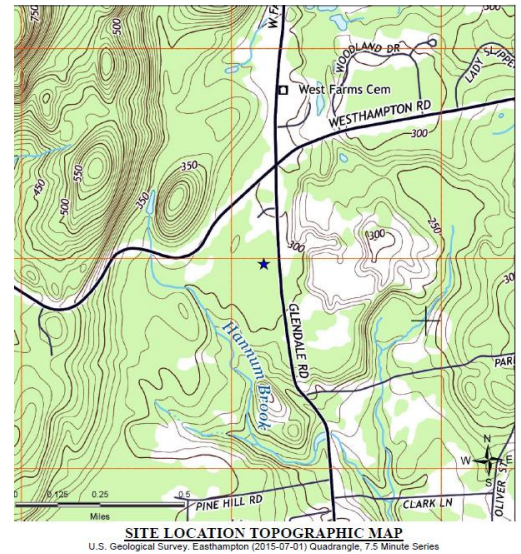 750
500
W.FA
WOODLAND DR
LADY SLIPPE
West Farms Cem
WESTHAMPTON RD
300
350
450
550
500
350
250
300
300
300
GLENDALE RD
Hannum Brook
PAR
N
W E
S
0 0.125 0.25 0.5
Miles
PINE HILL RD
CLARK LN
OLIVER ST
SITE LOCATION TOPOGRAPHIC MAP
U.S. Geological Survey. Easthampton (2015-07-01) Quadrangle, 7.5 Minute Series